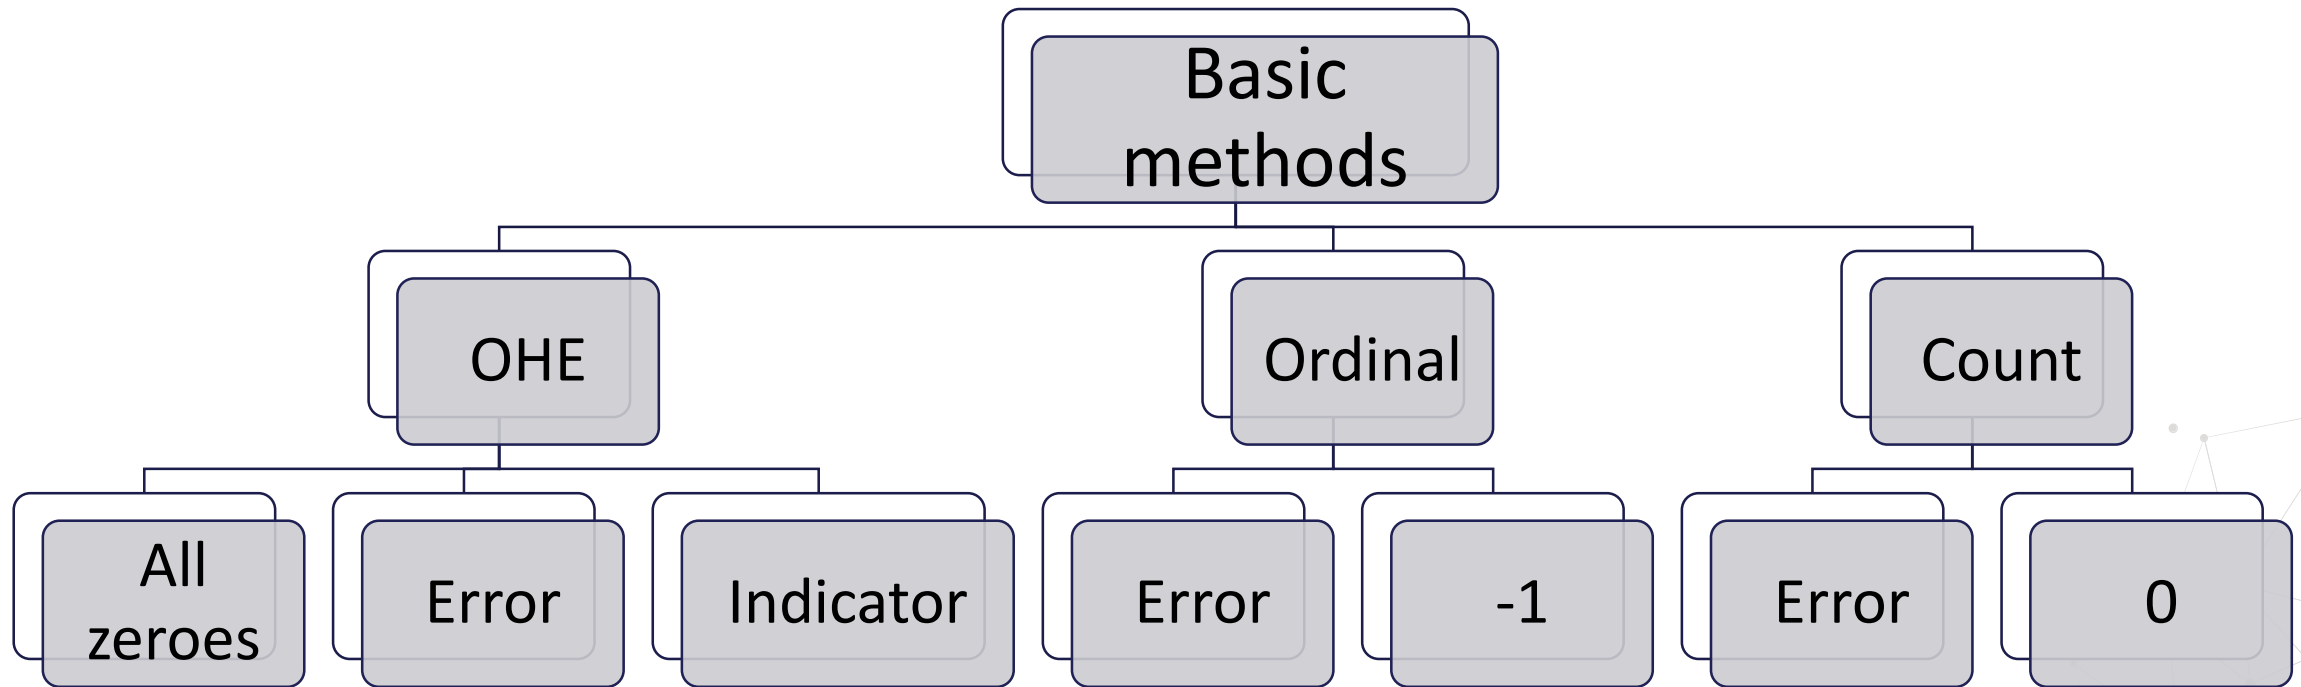 Basic
methods
OHE
Ordinal
Count
All
zeroes
Error
Indicator
Error
-1
Error
0